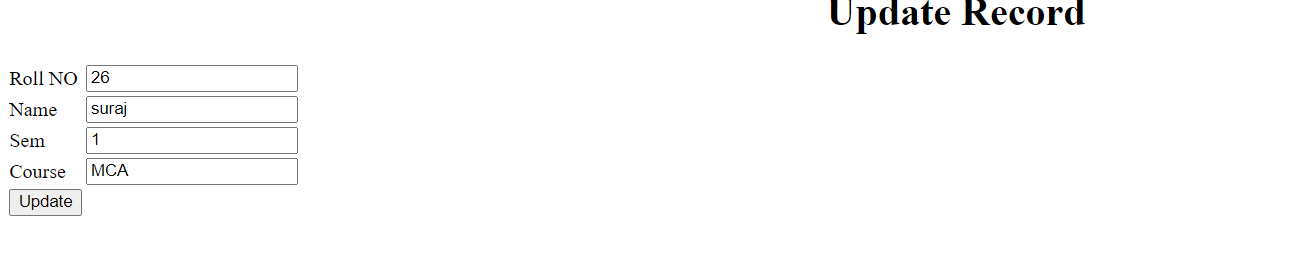 Update Record
Roll NO 26
Name suraj
Sem 1
Course MCA
Update